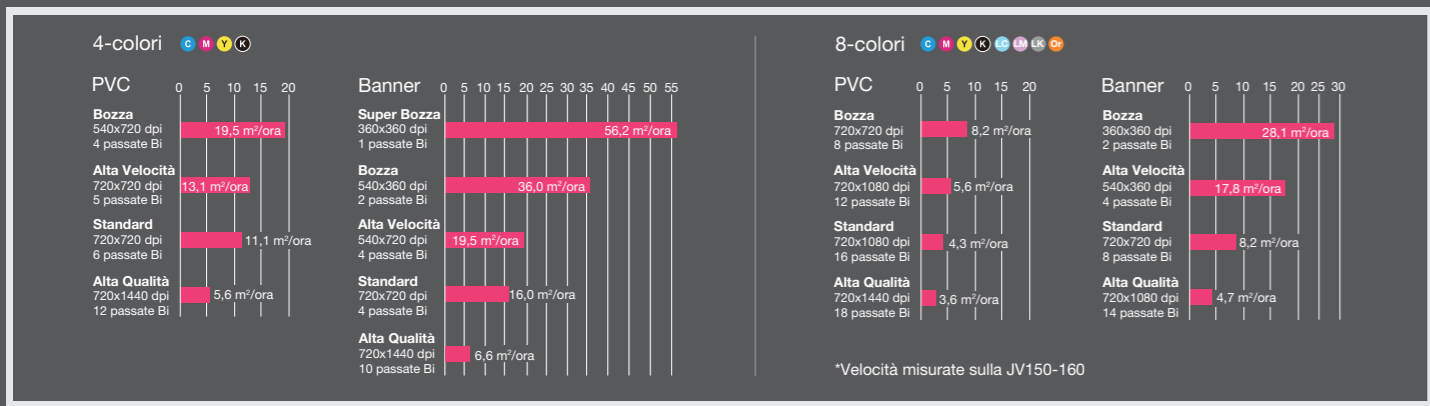 4-colori C M Y K
PVC 0 5 10 15 20
Bozza
540x720 dpi
4 passate Bi
19,5 m²/ora
Alta Velocità
720x720 dpi
5 passate Bi
13,1 m²/ora
Standard
720x720 dpi
6 passate Bi
11,1 m²/ora
Alta Qualità
720x1440 dpi
12 passate Bi
5,6 m²/ora
Banner 0 5 10 15 20 25 30 35 40 45 50 55
Super Bozza
360x360 dpi
1 passate Bi
56,2 m²/ora
Bozza
540x360 dpi
2 passate Bi
36,0 m²/ora
Alta Velocità
540x720 dpi
4 passate Bi
19,5 m²/ora
Standard
720x720 dpi
4 passate Bi
16,0 m²/ora
Alta Qualità
720x1440 dpi
10 passate Bi
6,6 m²/ora
8-colori C M Y K LC LM LK Or
PVC 0 5 10 15 20
Bozza
720x720 dpi
8 passate Bi
8,2 m²/ora
Alta Velocità
720x1080 dpi
12 passate Bi
5,6 m²/ora
Standard
720x1080 dpi
16 passate Bi
4,3 m²/ora
Alta Qualità
720x1440 dpi
18 passate Bi
3,6 m²/ora
Banner 0 5 10 15 20 25 30
Bozza
360x360 dpi
2 passate Bi
28,1 m²/ora
Alta Velocità
540x360 dpi
4 passate Bi
17,8 m²/ora
Standard
720x720 dpi
8 passate Bi
8,2 m²/ora
Alta Qualità
720x1080 dpi
14 passate Bi
4,7 m²/ora
*Velocità misurate sulla JV150-160